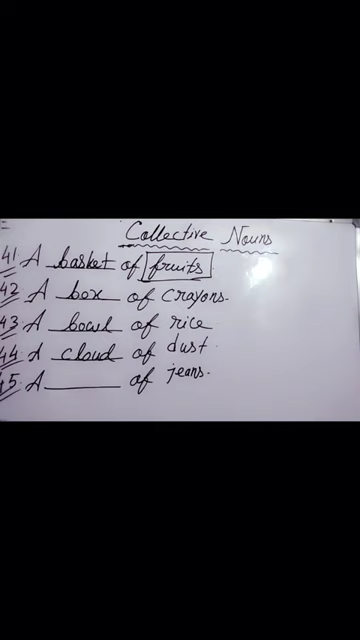 Collective Nouns
41 A basket of fruits
42 A box of crayons.
43 A bowl of rice
44 A cloud of dust.
45. A ______ of jeans.